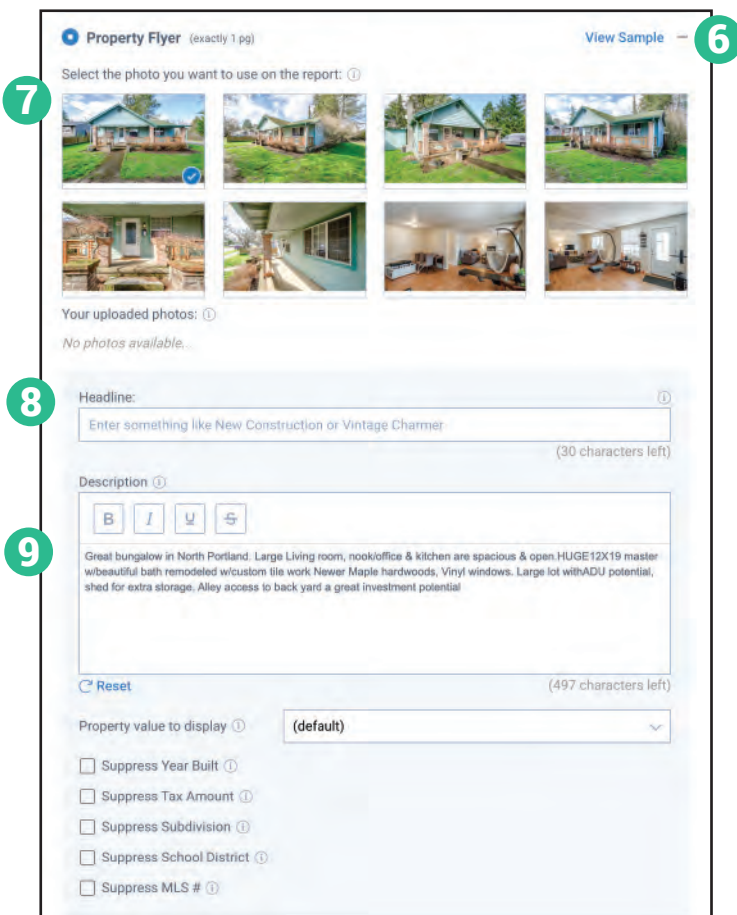 Property Flyer (exactly 1 pg) View Sample
6
Select the photo you want to use on the report:
7
Your uploaded photos:
No photos available...
8
Headline:
Enter something like New Construction or Vintage Charmer
(30 characters left)
Description
B I U S
9
Great bungalow in North Portland. Large Living room, nook/office & kitchen are spacious & open.HUGE12X19 master
w/beautiful bath remodeled w/custom tile work Newer Maple hardwoods, Vinyl windows. Large lot withADU potential,
shed for extra storage. Alley access to back yard a great investment potential
Reset (497 characters left)
Property value to display (default)
Suppress Year Built
Suppress Tax Amount
Suppress Subdivision
Suppress School District
Suppress MLS #